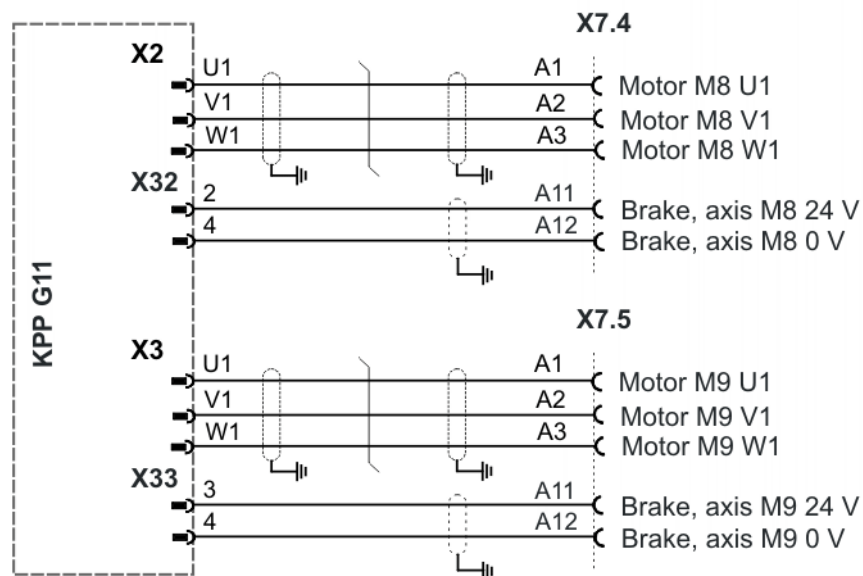 X7.4
X2
U1 A1 Motor M8 U1
V1 A2 Motor M8 V1
W1 A3 Motor M8 W1
X32
2 A11 Brake, axis M8 24 V
4 A12 Brake, axis M8 0 V
KPP G11
X7.5
X3
U1 A1 Motor M9 U1
V1 A2 Motor M9 V1
W1 A3 Motor M9 W1
X33
3 A11 Brake, axis M9 24 V
4 A12 Brake, axis M9 0 V